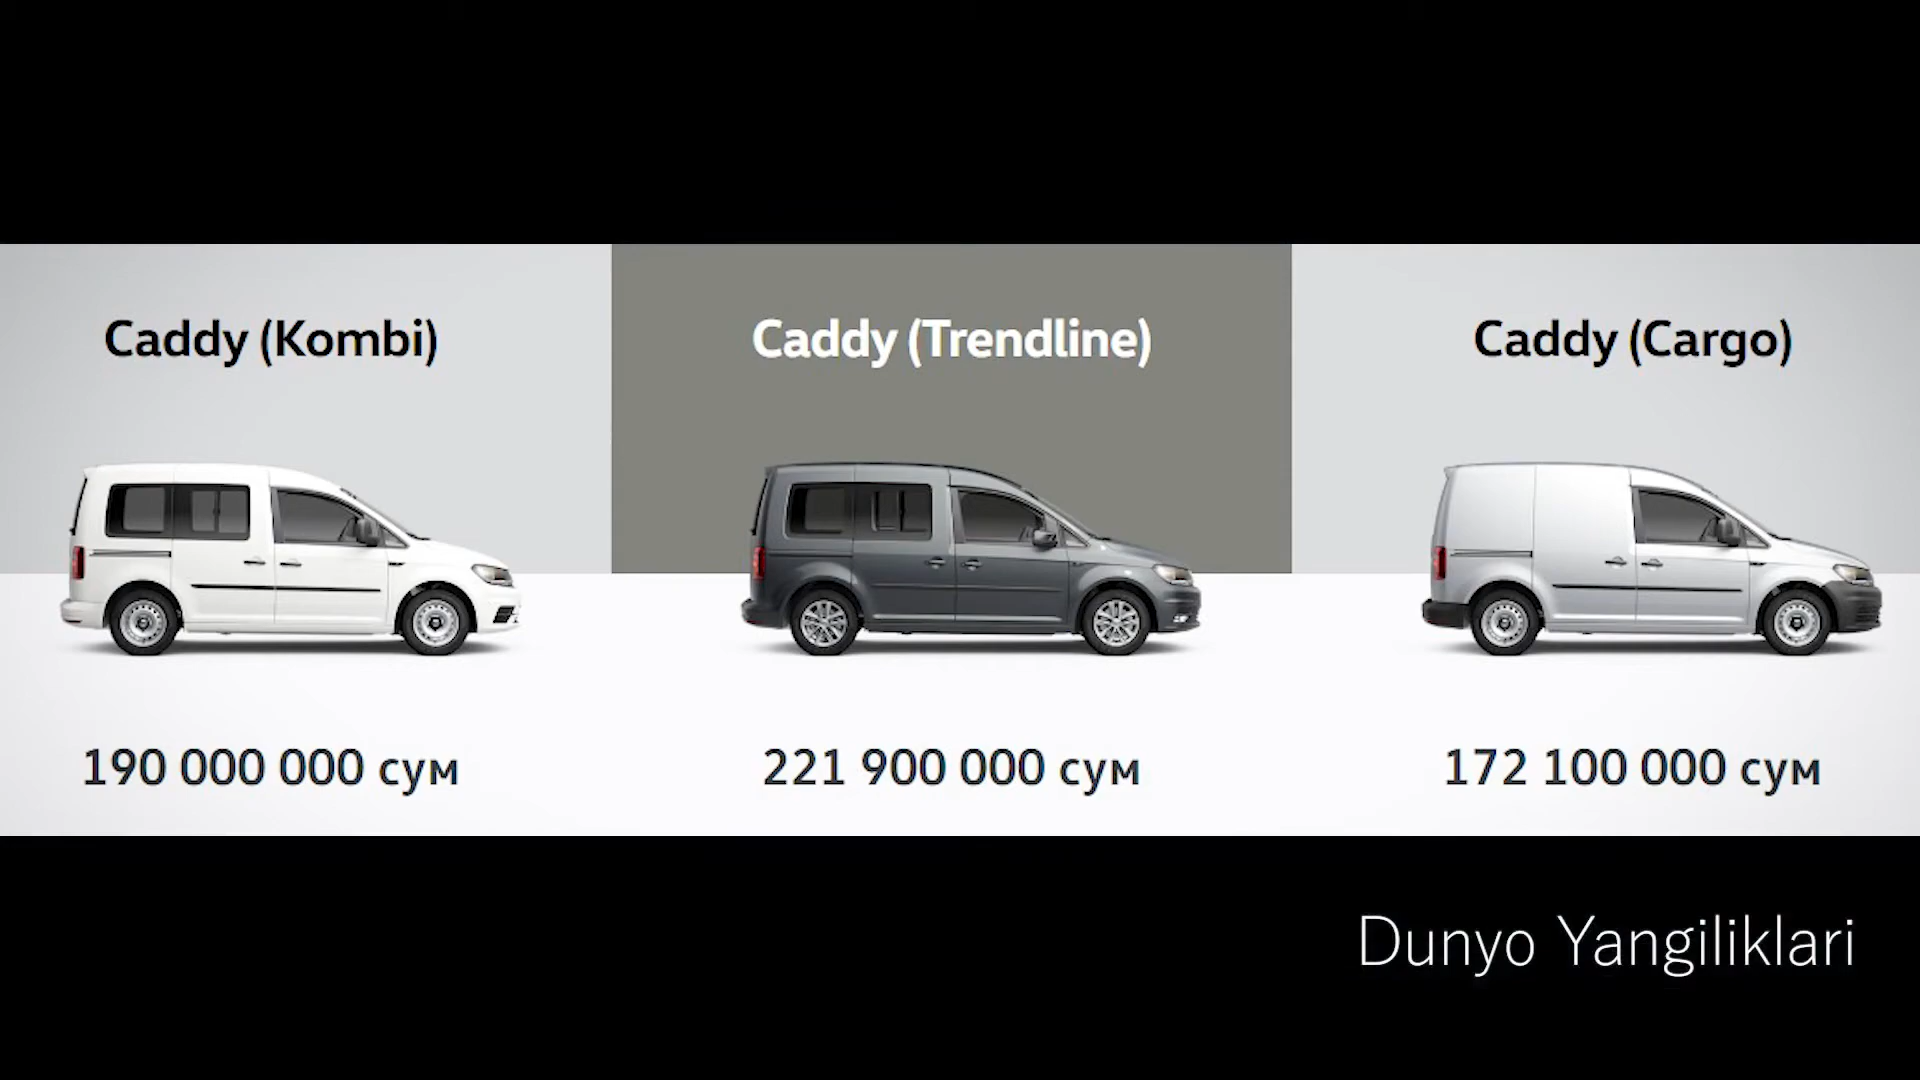 Caddy (Kombi)
190 000 000 сум
Caddy (Trendline)
221 900 000 сум
Caddy (Cargo)
172 100 000 сум
Dunyo Yangiliklari